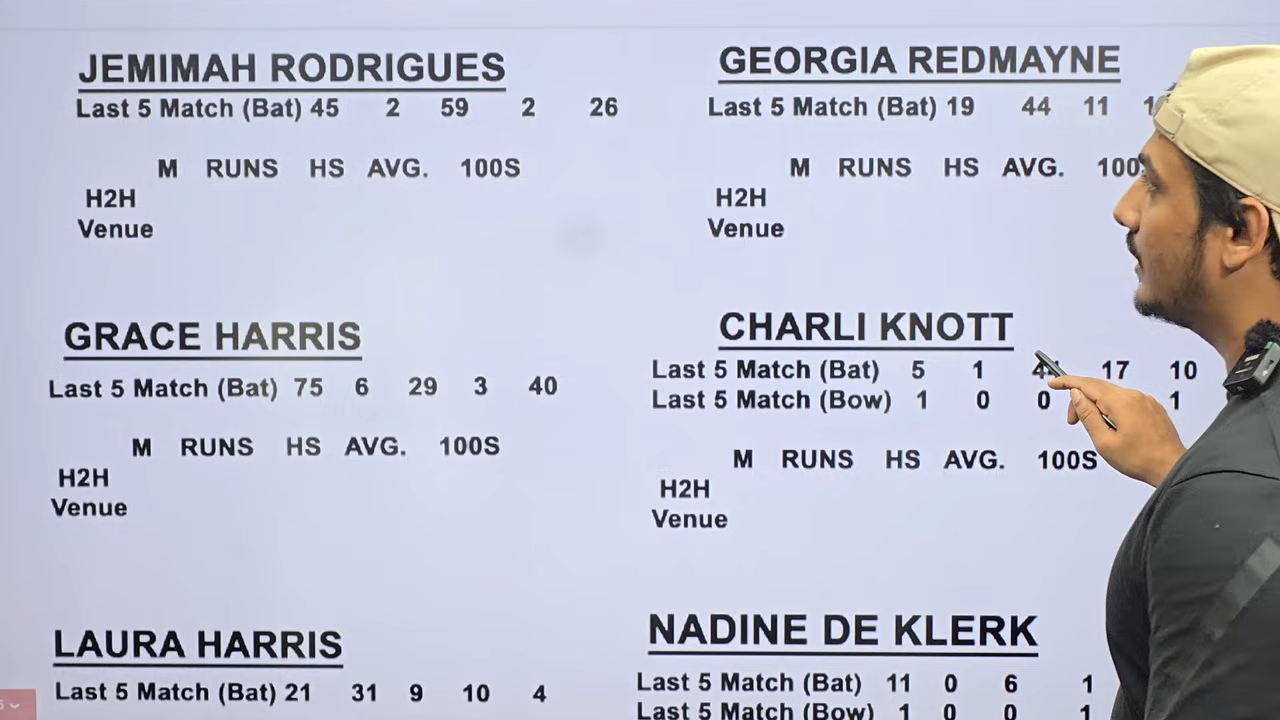 JEMIMAH RODRIGUES
Last 5 Match (Bat) 45 2 59 2 26
M RUNS HS AVG. 100S
H2H
Venue
GEORGIA REDMAYNE
Last 5 Match (Bat) 19 44 11
M RUNS HS AVG.
H2H
Venue
GRACE HARRIS
Last 5 Match (Bat) 75 6 29 3 40
M RUNS HS AVG. 100S
H2H
Venue
CHARLI KNOTT
Last 5 Match (Bat) 5 1 17 10
Last 5 Match (Bow) 1 0 0 1
M RUNS HS AVG. 100S
H2H
Venue
LAURA HARRIS
Last 5 Match (Bat) 21 31 9 10 4
NADINE DE KLERK
Last 5 Match (Bat) 11 0 6 1
Last 5 Match (Bow) 1 0 0 1